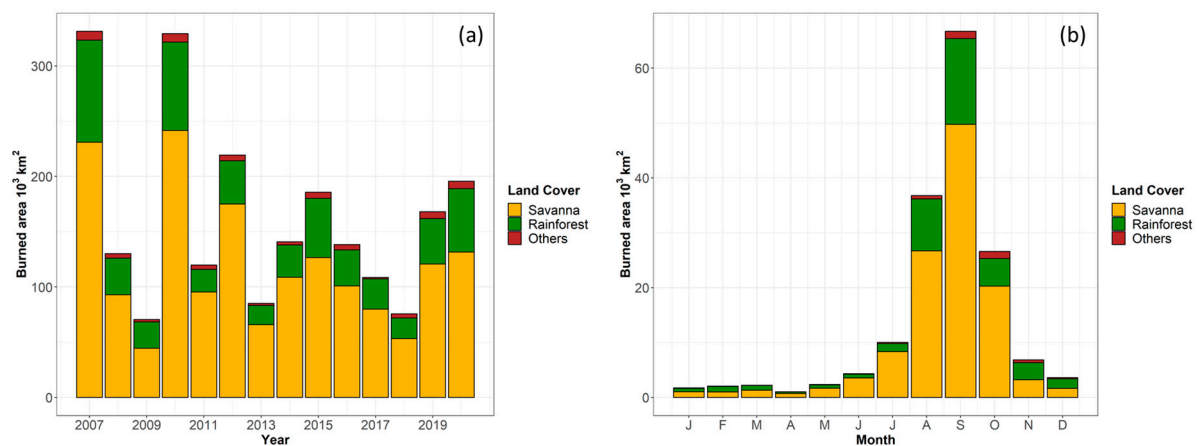 (a)
300
200
100
0
Burned area 10³ km²
2007 2009 2011 2013 2015 2017 2019
Year
Land Cover
Savanna
Rainforest
Others
(b)
60
40
20
0
Burned area 10³ km²
J F M A M J J A S O N D
Month
Land Cover
Savanna
Rainforest
Others